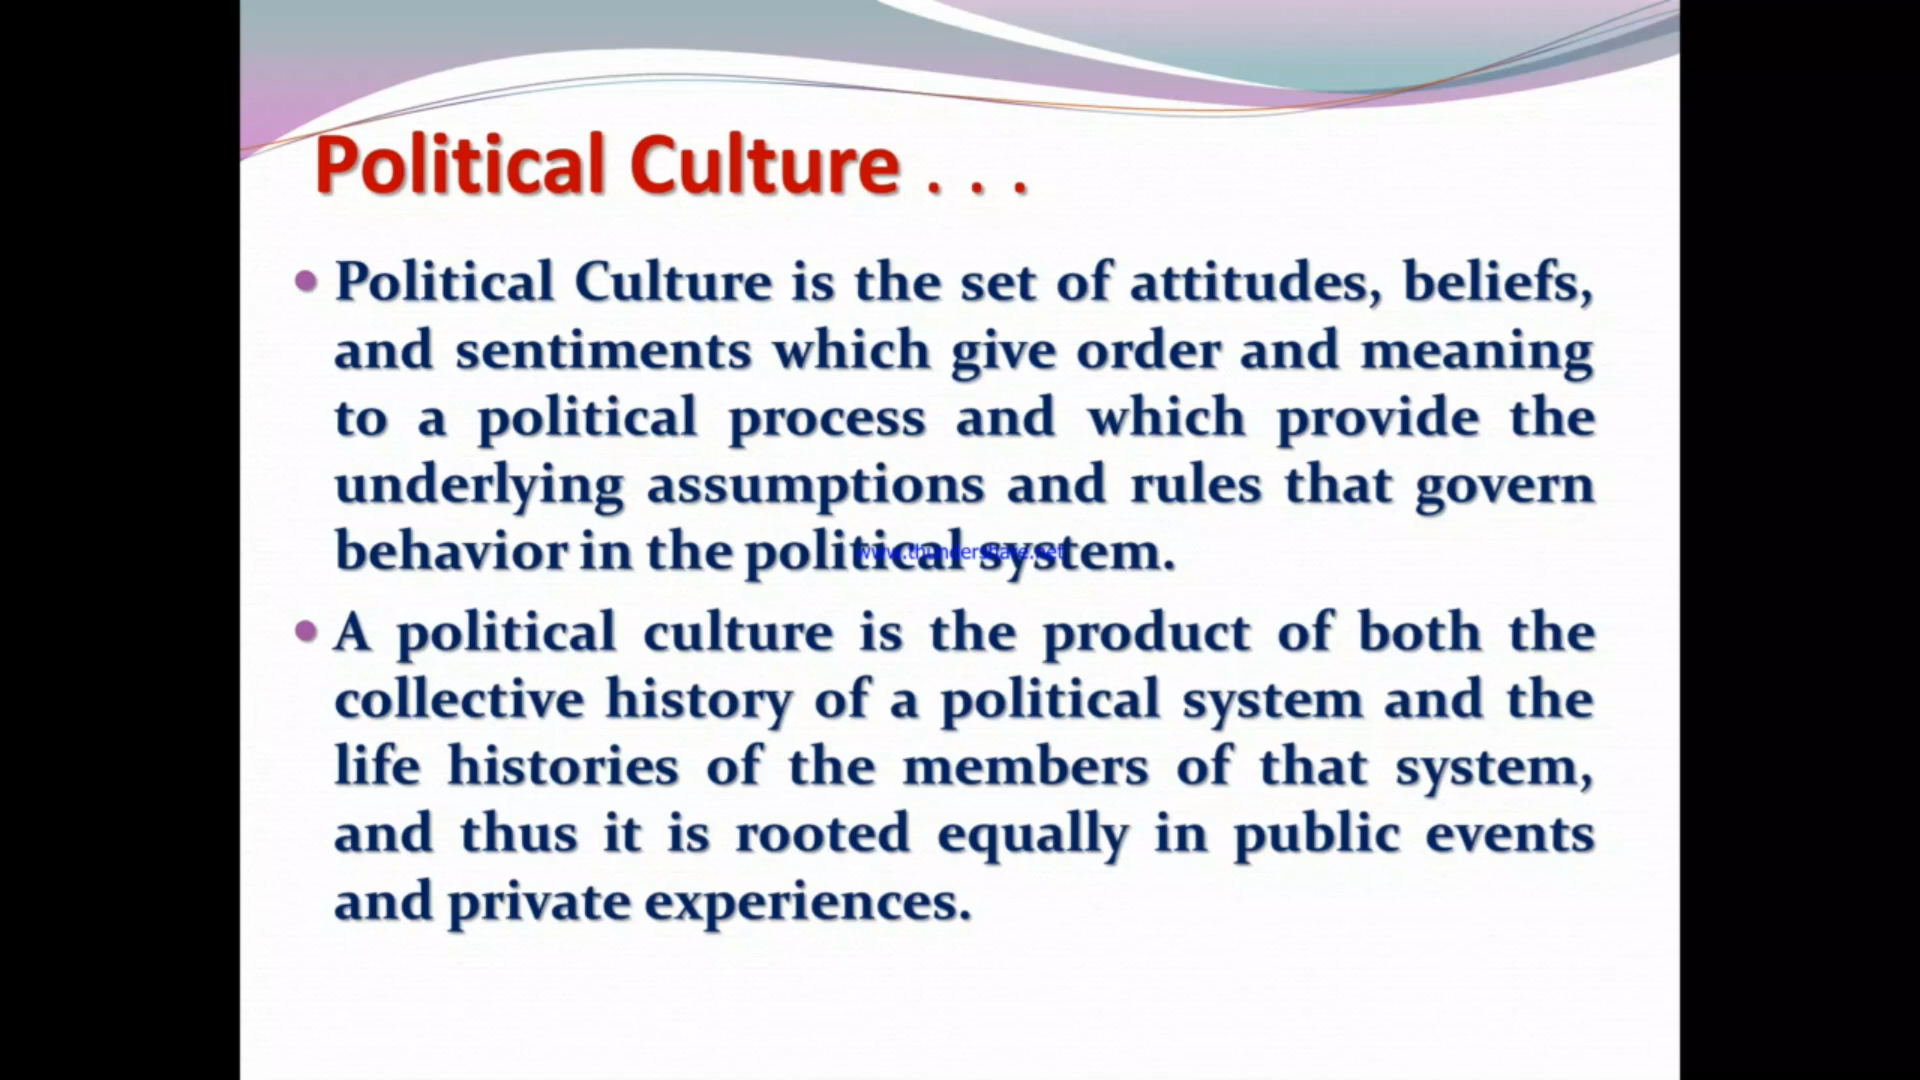 Political Culture . . .
• Political Culture is the set of attitudes, beliefs,
and sentiments which give order and meaning
to a political process and which provide the
underlying assumptions and rules that govern
behavior in the political system.
www.thundershare.net
• A political culture is the product of both the
collective history of a political system and the
life histories of the members of that system,
and thus it is rooted equally in public events
and private experiences.